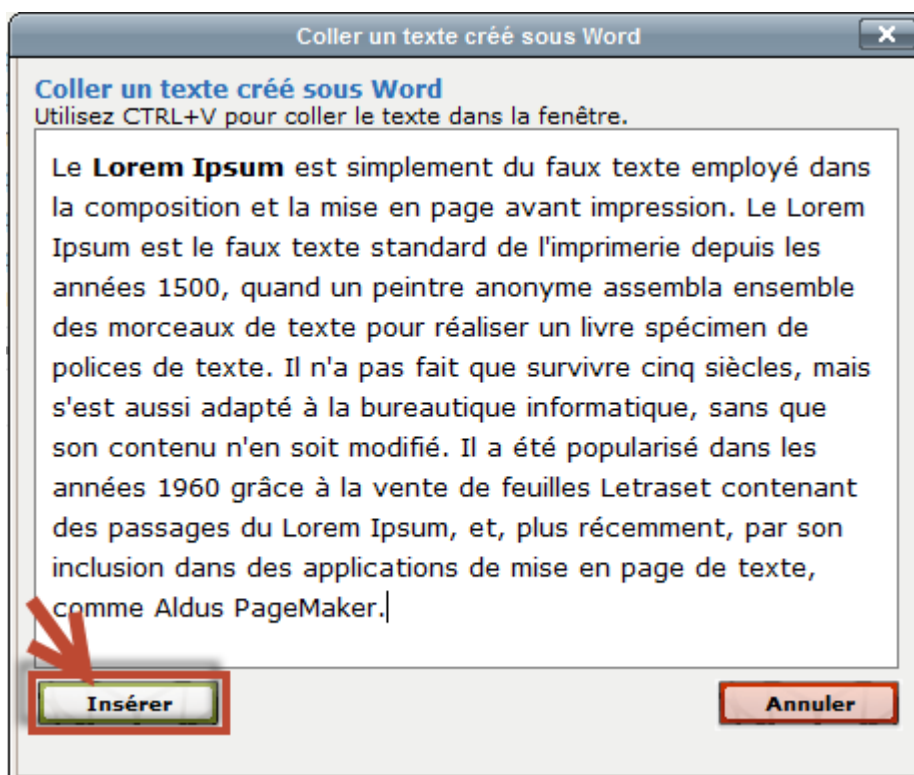 Coller un texte créé sous Word
Coller un texte créé sous Word
Utilisez CTRL+V pour coller le texte dans la fenêtre.
Le Lorem Ipsum est simplement du faux texte employé dans
la composition et la mise en page avant impression. Le Lorem
Ipsum est le faux texte standard de l'imprimerie depuis les
années 1500, quand un peintre anonyme assembla ensemble
des morceaux de texte pour réaliser un livre spécimen de
polices de texte. Il n'a pas fait que survivre cinq siècles, mais
s'est aussi adapté à la bureautique informatique, sans que
son contenu n'en soit modifié. Il a été popularisé dans les
années 1960 grâce à la vente de feuilles Letraset contenant
des passages du Lorem Ipsum, et, plus récemment, par son
inclusion dans des applications de mise en page de texte,
comme Aldus PageMaker.
Insérer
Annuler